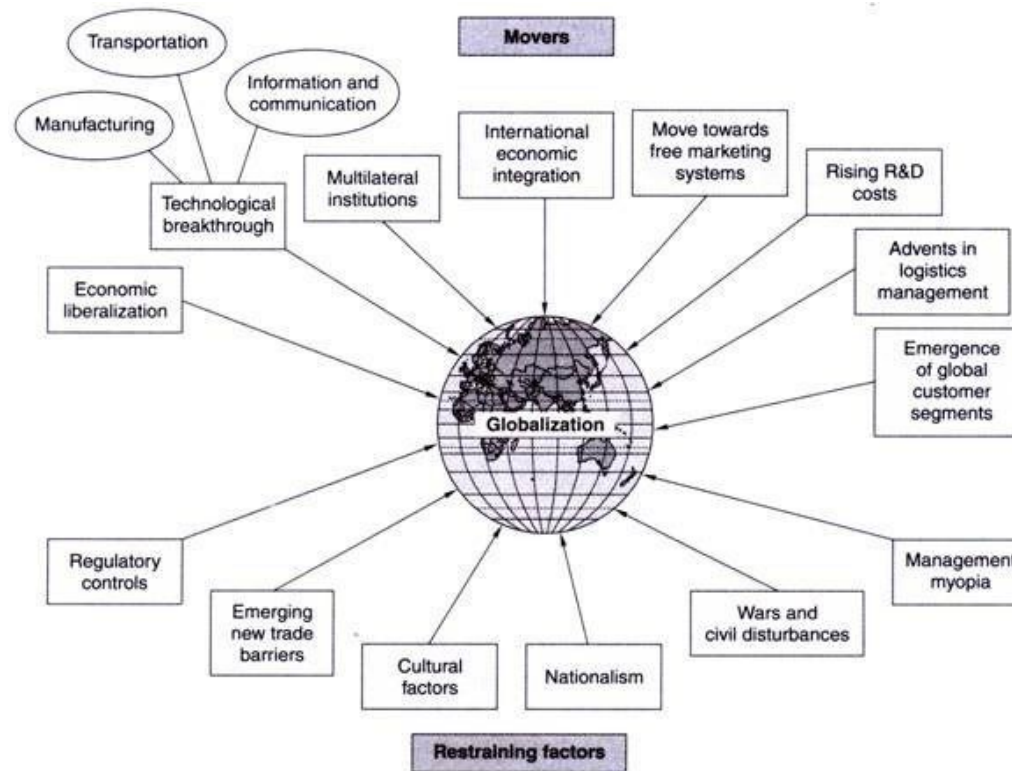 Movers
Transportation
Information and
communication
Manufacturing
Technological
breakthrough
Multilateral
institutions
International
economic
integration
Move towards
free marketing
systems
Rising R&D
costs
Advents in
logistics
management
Emergence
of global
customer
segments
Economic
liberalization
Globalization
Regulatory
controls
Emerging
new trade
barriers
Cultural
factors
Nationalism
Wars and
civil disturbances
Management
myopia
Restraining factors